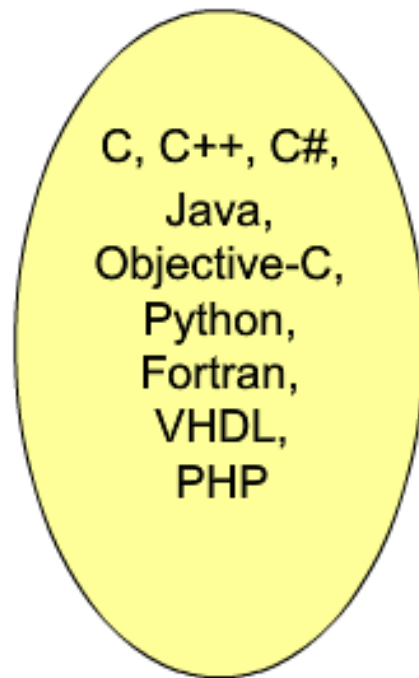 C, C++, C#,
Java,
Objective-C,
Python,
Fortran,
VHDL,
PHP